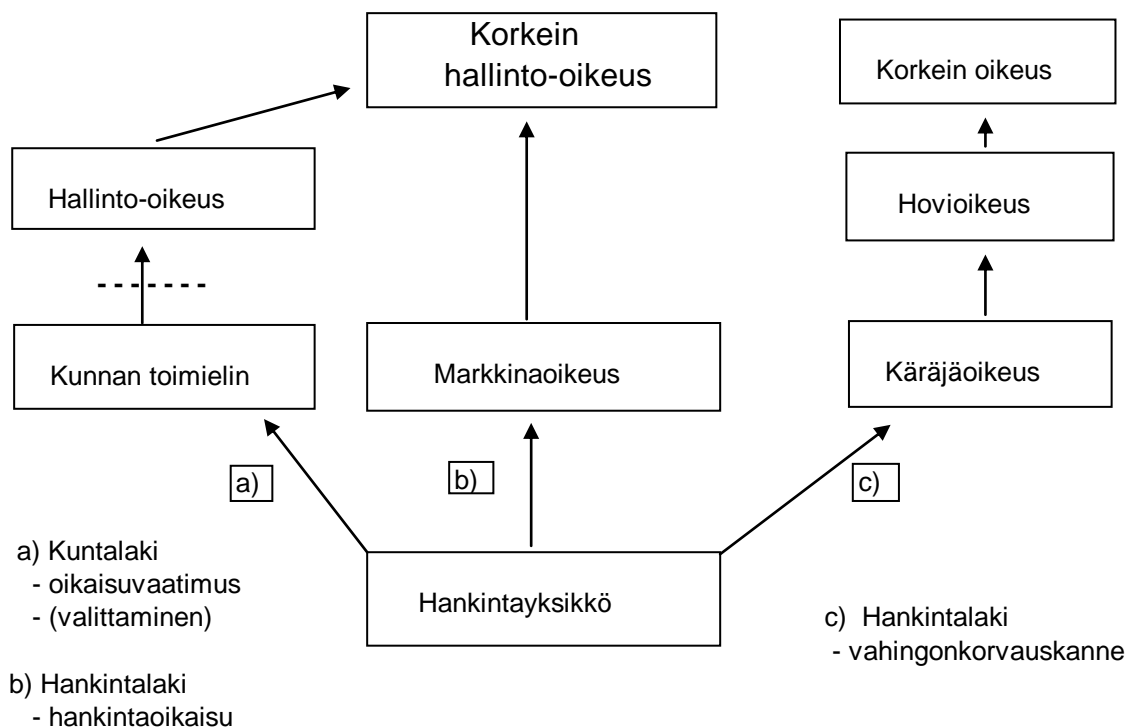 Korkein
hallinto-oikeus
Korkein oikeus
Hallinto-oikeus
Hovioikeus
Kunnan toimielin
Markkinaoikeus
Käräjäoikeus
a)
b)
c)
Hankintayksikkö
a) Kuntalaki
- oikaisuvaatimus
- (valittaminen)
b) Hankintalaki
- hankintaoikaisu
c) Hankintalaki
- vahingonkorvauskanne